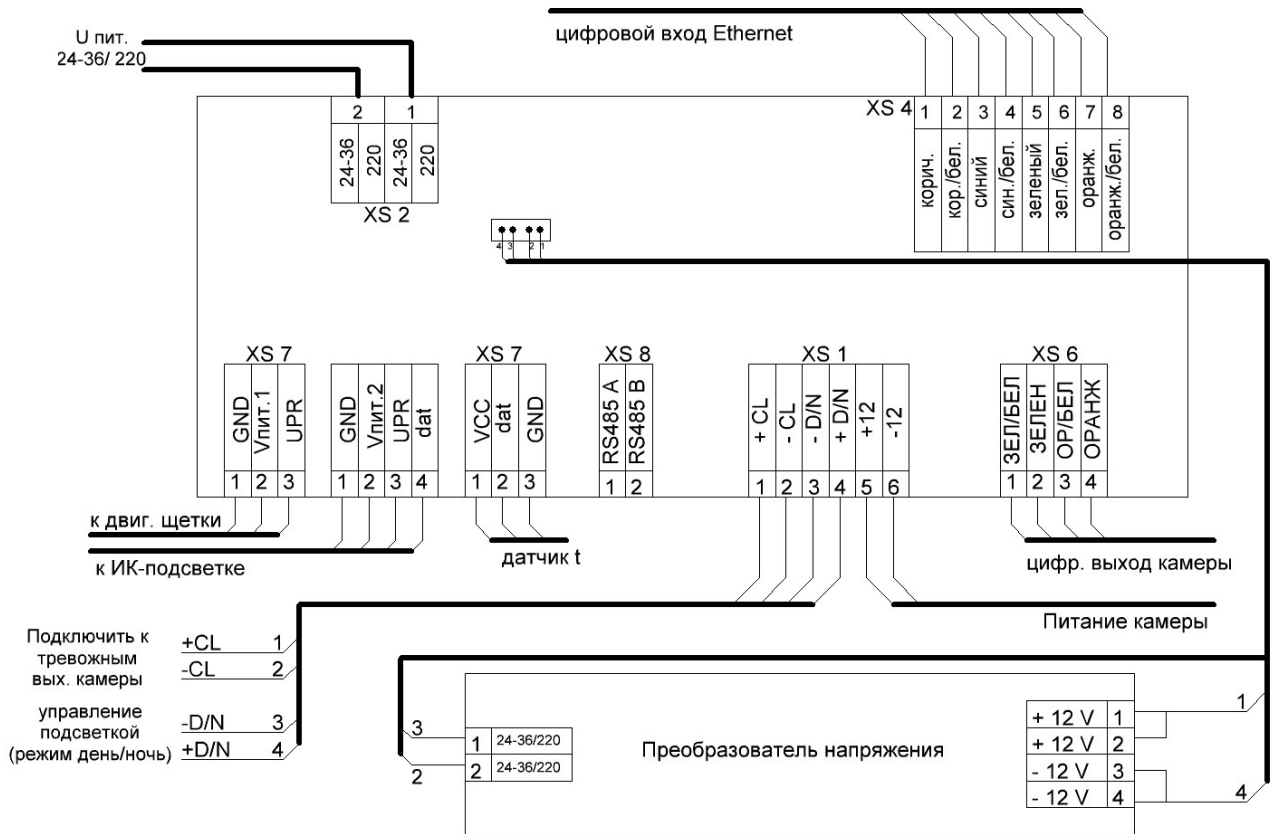 цифровой вход Ethernet
U пит.
24-36/ 220
2 1
24-36 220 24-36 220
XS 2
XS 4 1 2 3 4 5 6 7 8
корич. кор./бел. синий син./бел. зеленый зел./бел. оранж. оранж./бел.
4 3 2 1
XS 7
GND Vпит.1 UPR
1 2 3
GND Vпит.2 UPR dat
1 2 3 4
XS 7
VCC dat GND
1 2 3
XS 8
RS485 A RS485 B
1 2
XS 1
+ CL - CL - D/N + D/N +12 -12
1 2 3 4 5 6
XS 6
ЗЕЛ/БЕЛ ЗЕЛЕН ОР/БЕЛ ОРАНЖ
1 2 3 4
к двиг. щетки
к ИК-подсветке
датчик t
цифр. выход камеры
Питание камеры
Подключить к
тревожным
вых. камеры
+CL 1
-CL 2
управление
подсветкой
(режим день/ночь)
-D/N 3
+D/N 4
3
1 24-36/220
2 24-36/220
2
Преобразователь напряжения
+ 12 V 1
+ 12 V 2
- 12 V 3
- 12 V 4
1
4